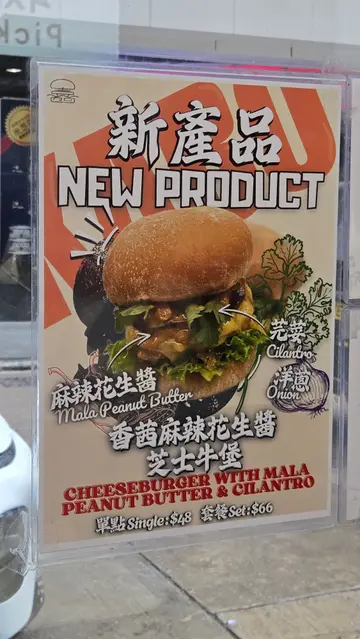 Pick
新產品
NEW PRODUCT
麻辣花生醬
Mala Peanut Butter
芫荽
Cilantro
洋蔥
Onion
香茜麻辣花生醬
芝士牛堡
CHEESEBURGER WITH MALA
PEANUT BUTTER & CILANTRO
單點 Single: $48 套餐 Set: $66